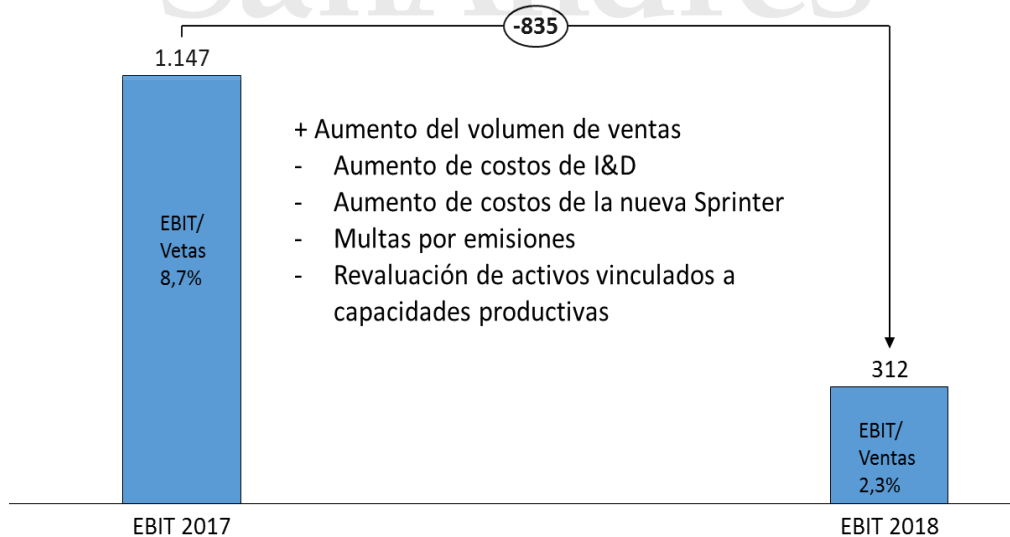 SanAndrés
-835
1.147
+ Aumento del volumen de ventas
- Aumento de costos de I&D
- Aumento de costos de la nueva Sprinter
- Multas por emisiones
- Revaluación de activos vinculados a
capacidades productivas
EBIT/
Vetas
8,7%
312
EBIT/
Ventas
2,3%
EBIT 2017
EBIT 2018